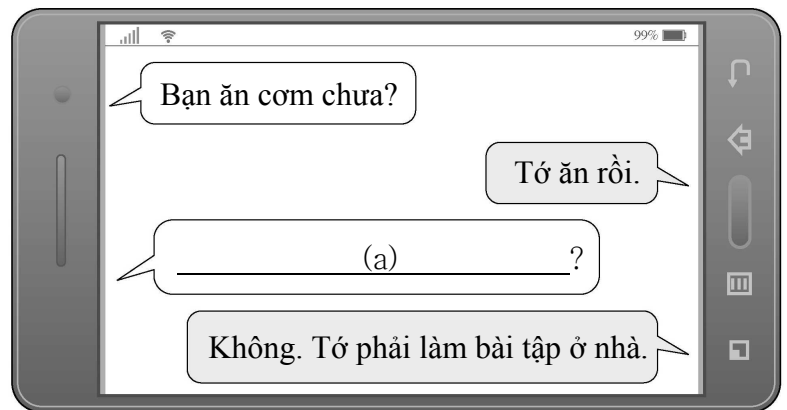 99%
Bạn ăn cơm chưa?
Tớ ăn rồi.
(a) ?
Không. Tớ phải làm bài tập ở nhà.